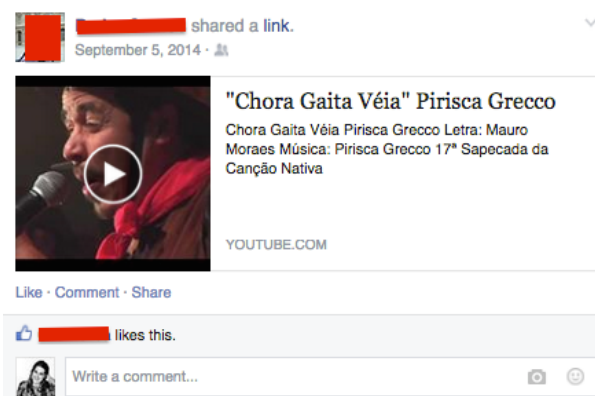 shared a link.
September 5, 2014 ·
"Chora Gaita Véia" Pirisca Grecco
Chora Gaita Véia Pirisca Grecco Letra: Mauro
Moraes Música: Pirisca Grecco 17ª Sapecada da
Canção Nativa
YOUTUBE.COM
Like · Comment · Share
likes this.
Write a comment...